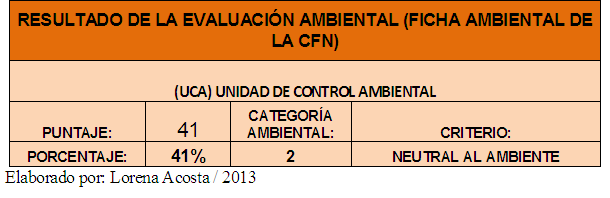 RESULTADO DE LA EVALUACIÓN AMBIENTAL (FICHA AMBIENTAL DE
LA CFN)
(UCA) UNIDAD DE CONTROL AMBIENTAL
PUNTAJE: 41 CATEGORÍA AMBIENTAL: CRITERIO:
PORCENTAJE: 41% 2 NEUTRAL AL AMBIENTE
Elaborado por: Lorena Acosta / 2013